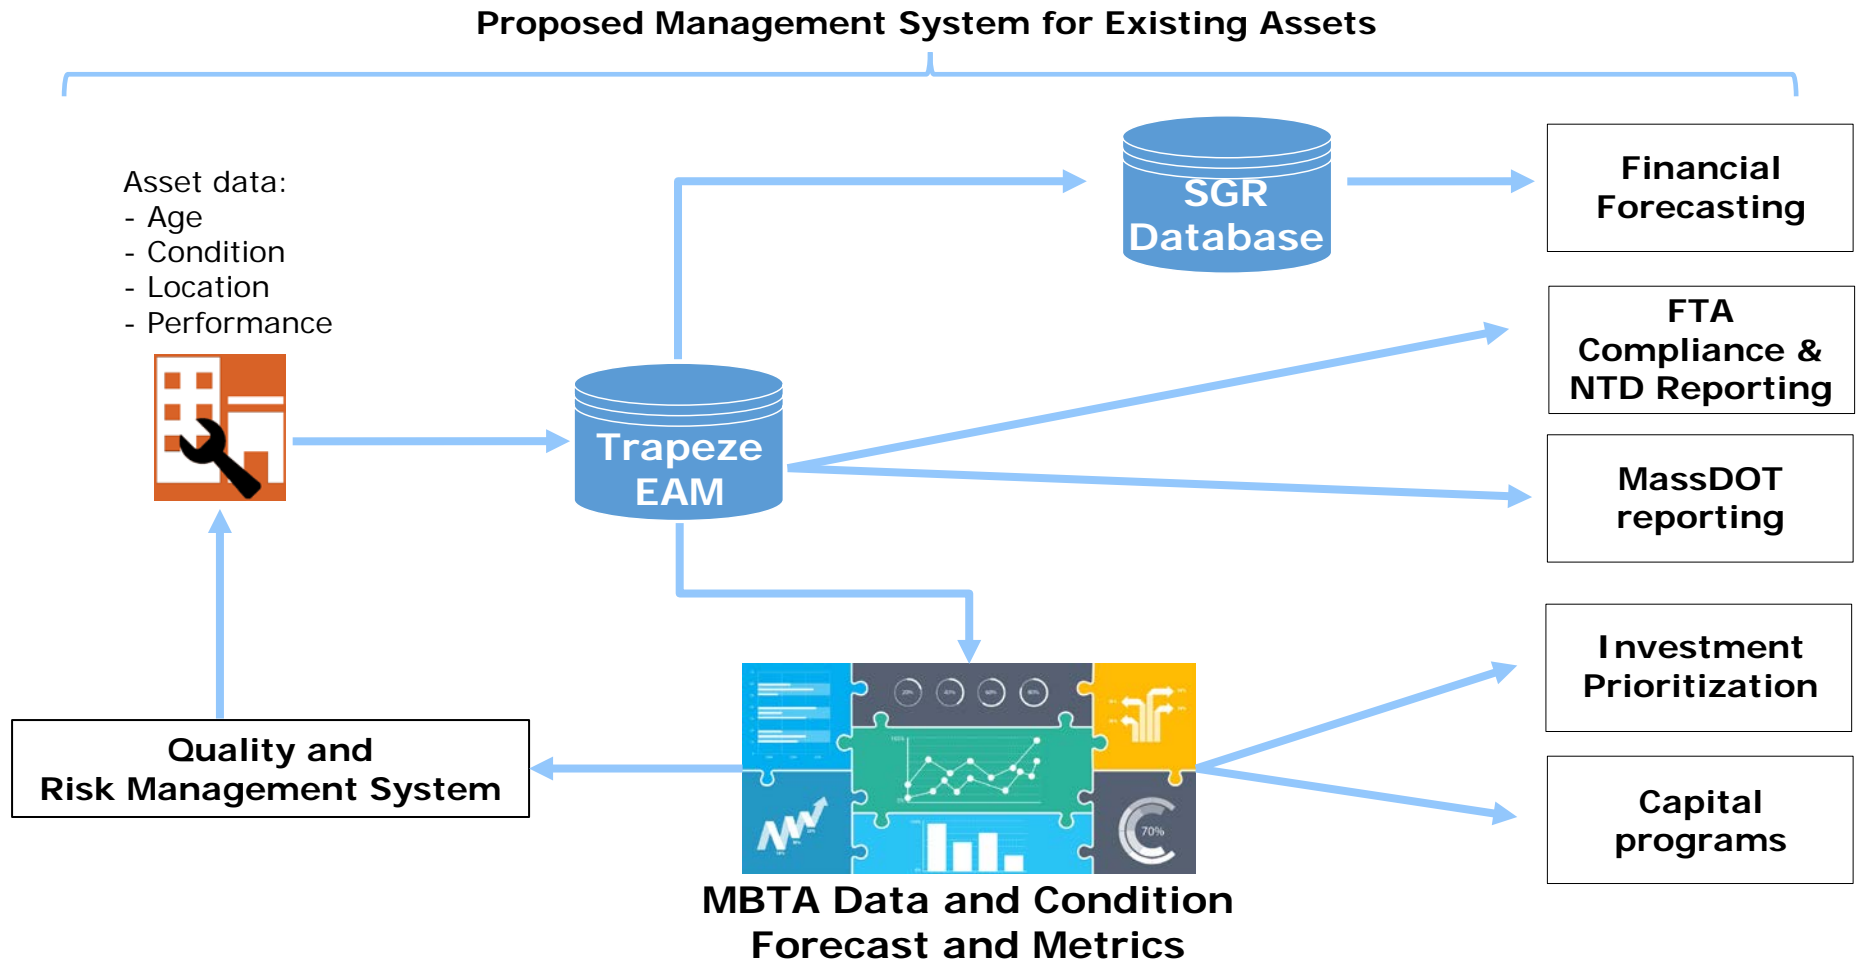 Proposed Management System for Existing Assets
Asset data:
- Age
- Condition
- Location
- Performance
SGR
Database
Financial
Forecasting
FTA
Compliance &
NTD Reporting
Trapeze
EAM
MassDOT
reporting
Investment
Prioritization
Quality and
Risk Management System
70%
Capital
programs
MBTA Data and Condition
Forecast and Metrics